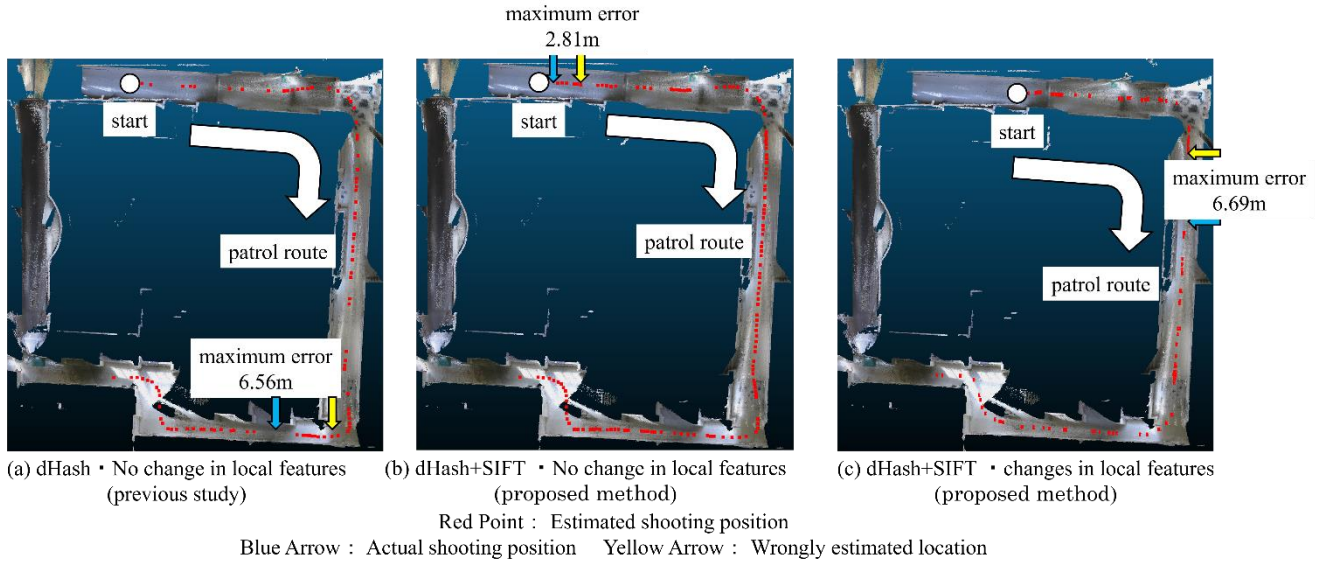 maximum error
2.81m
start
start
start
maximum error
6.69m
patrol route
patrol route
patrol route
maximum error
6.56m
(a) dHash・No change in local features
(previous study)
(b) dHash+SIFT ・No change in local features
(proposed method)
(c) dHash+SIFT ・changes in local features
(proposed method)
Red Point： Estimated shooting position
Blue Arrow： Actual shooting position Yellow Arrow： Wrongly estimated location